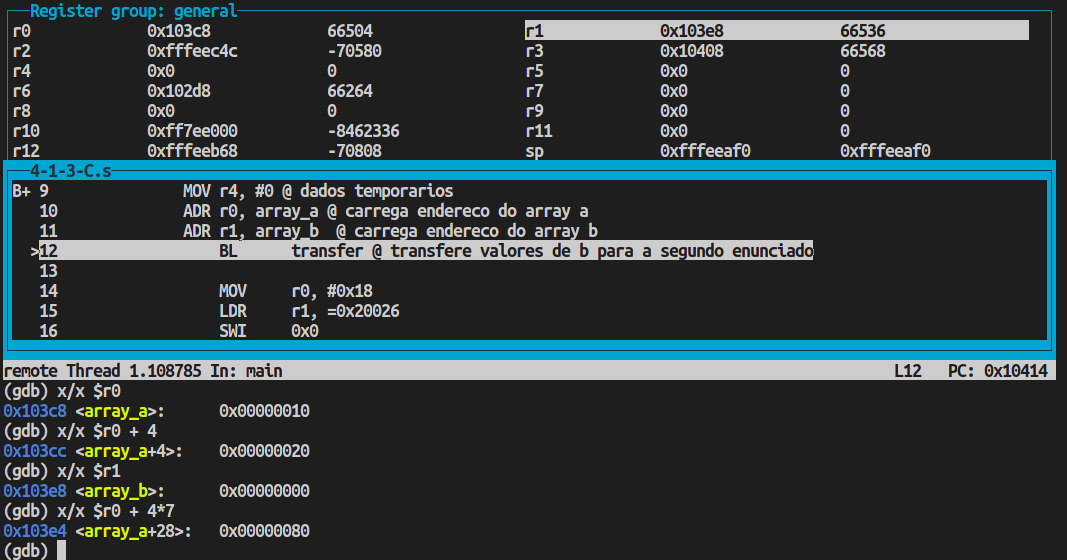 Register group: general
r0 0x103c8 66504 r1 0x103e8 66536
r2 0xfffeec4c -70580 r3 0x10408 66568
r4 0x0 0 r5 0x0 0
r6 0x102d8 66264 r7 0x0 0
r8 0x0 0 r9 0x0 0
r10 0xff7ee000 -8462336 r11 0x0 0
r12 0xfffeeb68 -70808 sp 0xfffeeaf0 0xfffeeaf0
4-1-3-C.s
B+ 9 MOV r4, #0 @ dados temporarios
10 ADR r0, array_a @ carrega endereco do array a
11 ADR r1, array_b @ carrega endereco do array b
>12 BL transfer @ transfere valores de b para a segundo enunciado
13
14 MOV r0, #0x18
15 LDR r1, =0x20026
16 SWI 0x0
remote Thread 1.108785 In: main L12 PC: 0x10414
(gdb) x/x $r0
0x103c8 <array_a>: 0x00000010
(gdb) x/x $r0 + 4
0x103cc <array_a+4>: 0x00000020
(gdb) x/x $r1
0x103e8 <array_b>: 0x00000000
(gdb) x/x $r0 + 4*7
0x103e4 <array_a+28>: 0x00000080
(gdb)